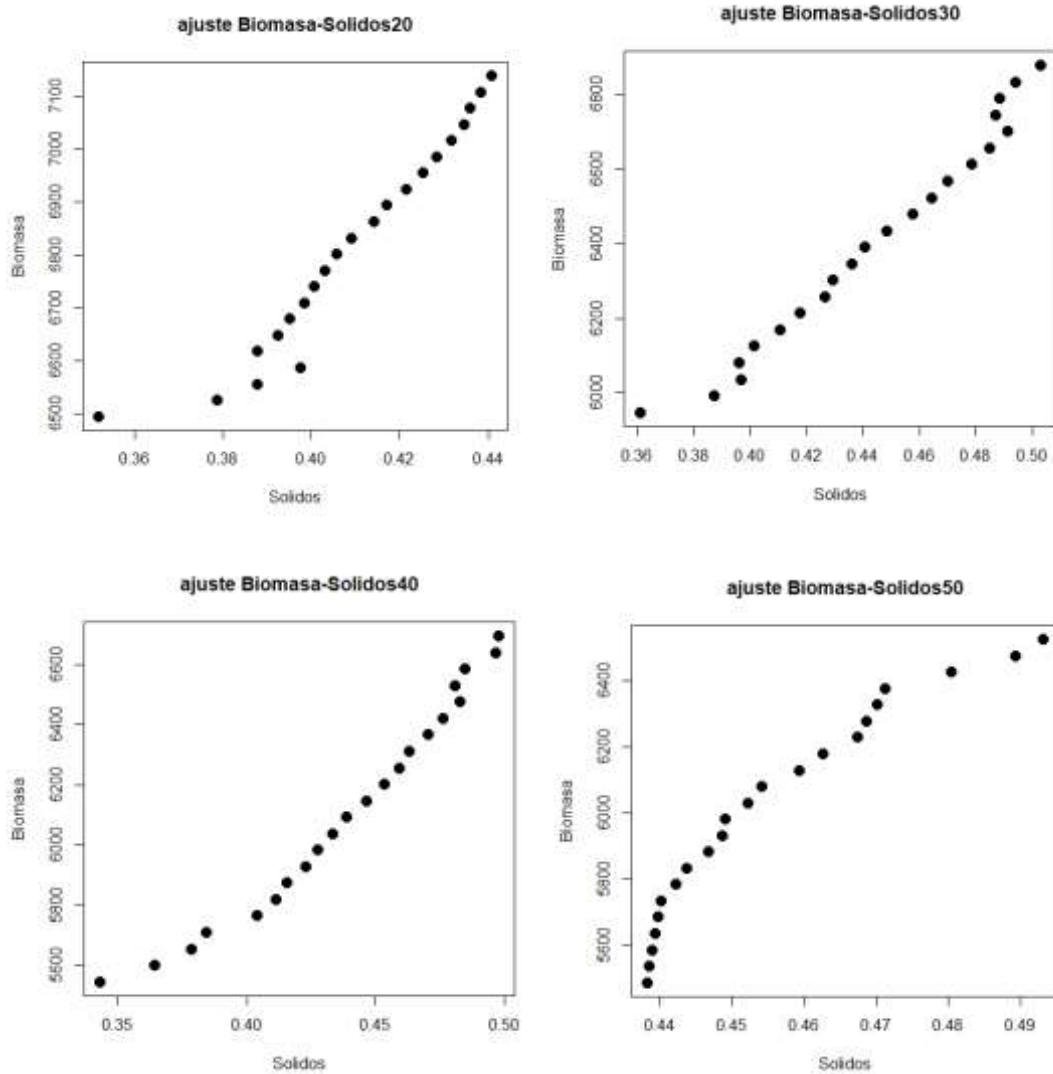 ajuste Biomasa-Solidos20
Biomasa
7100
7000
6900
6800
6700
6600
6500
0.36 0.38 0.40 0.42 0.44
Solidos
ajuste Biomasa-Solidos30
Biomasa
6800
6600
6400
6200
6000
0.36 0.38 0.40 0.42 0.44 0.46 0.48 0.50
Solidos
ajuste Biomasa-Solidos40
Biomasa
6600
6400
6200
6000
5800
5600
0.35 0.40 0.45 0.50
Solidos
ajuste Biomasa-Solidos50
Biomasa
6400
6200
6000
5800
5600
0.44 0.45 0.46 0.47 0.48 0.49
Solidos